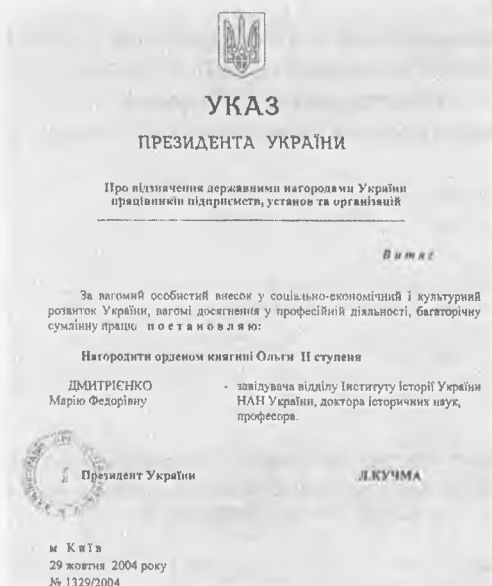 УКАЗ
ПРЕЗИДЕНТА УКРАЇНИ
Про відзначення державними нагородами України
працівників підприємств, установ та організацій
Витяг
За вагомий особистий внесок у соціально-економічний і культурний
розвиток України, вагомі досягнення у професійній діяльності, багаторічну
сумлінну працю постановляю:
Нагородити орденом княгині Ольги II ступеня
ДМИТРІЄНКО - завідувача відділу Інституту історії України
Марію Федорівну НАН України, доктора історичних наук,
професора.
Президент України Л.КУЧМА
м Київ
29 жовтня 2004 року
№ 1329/2004